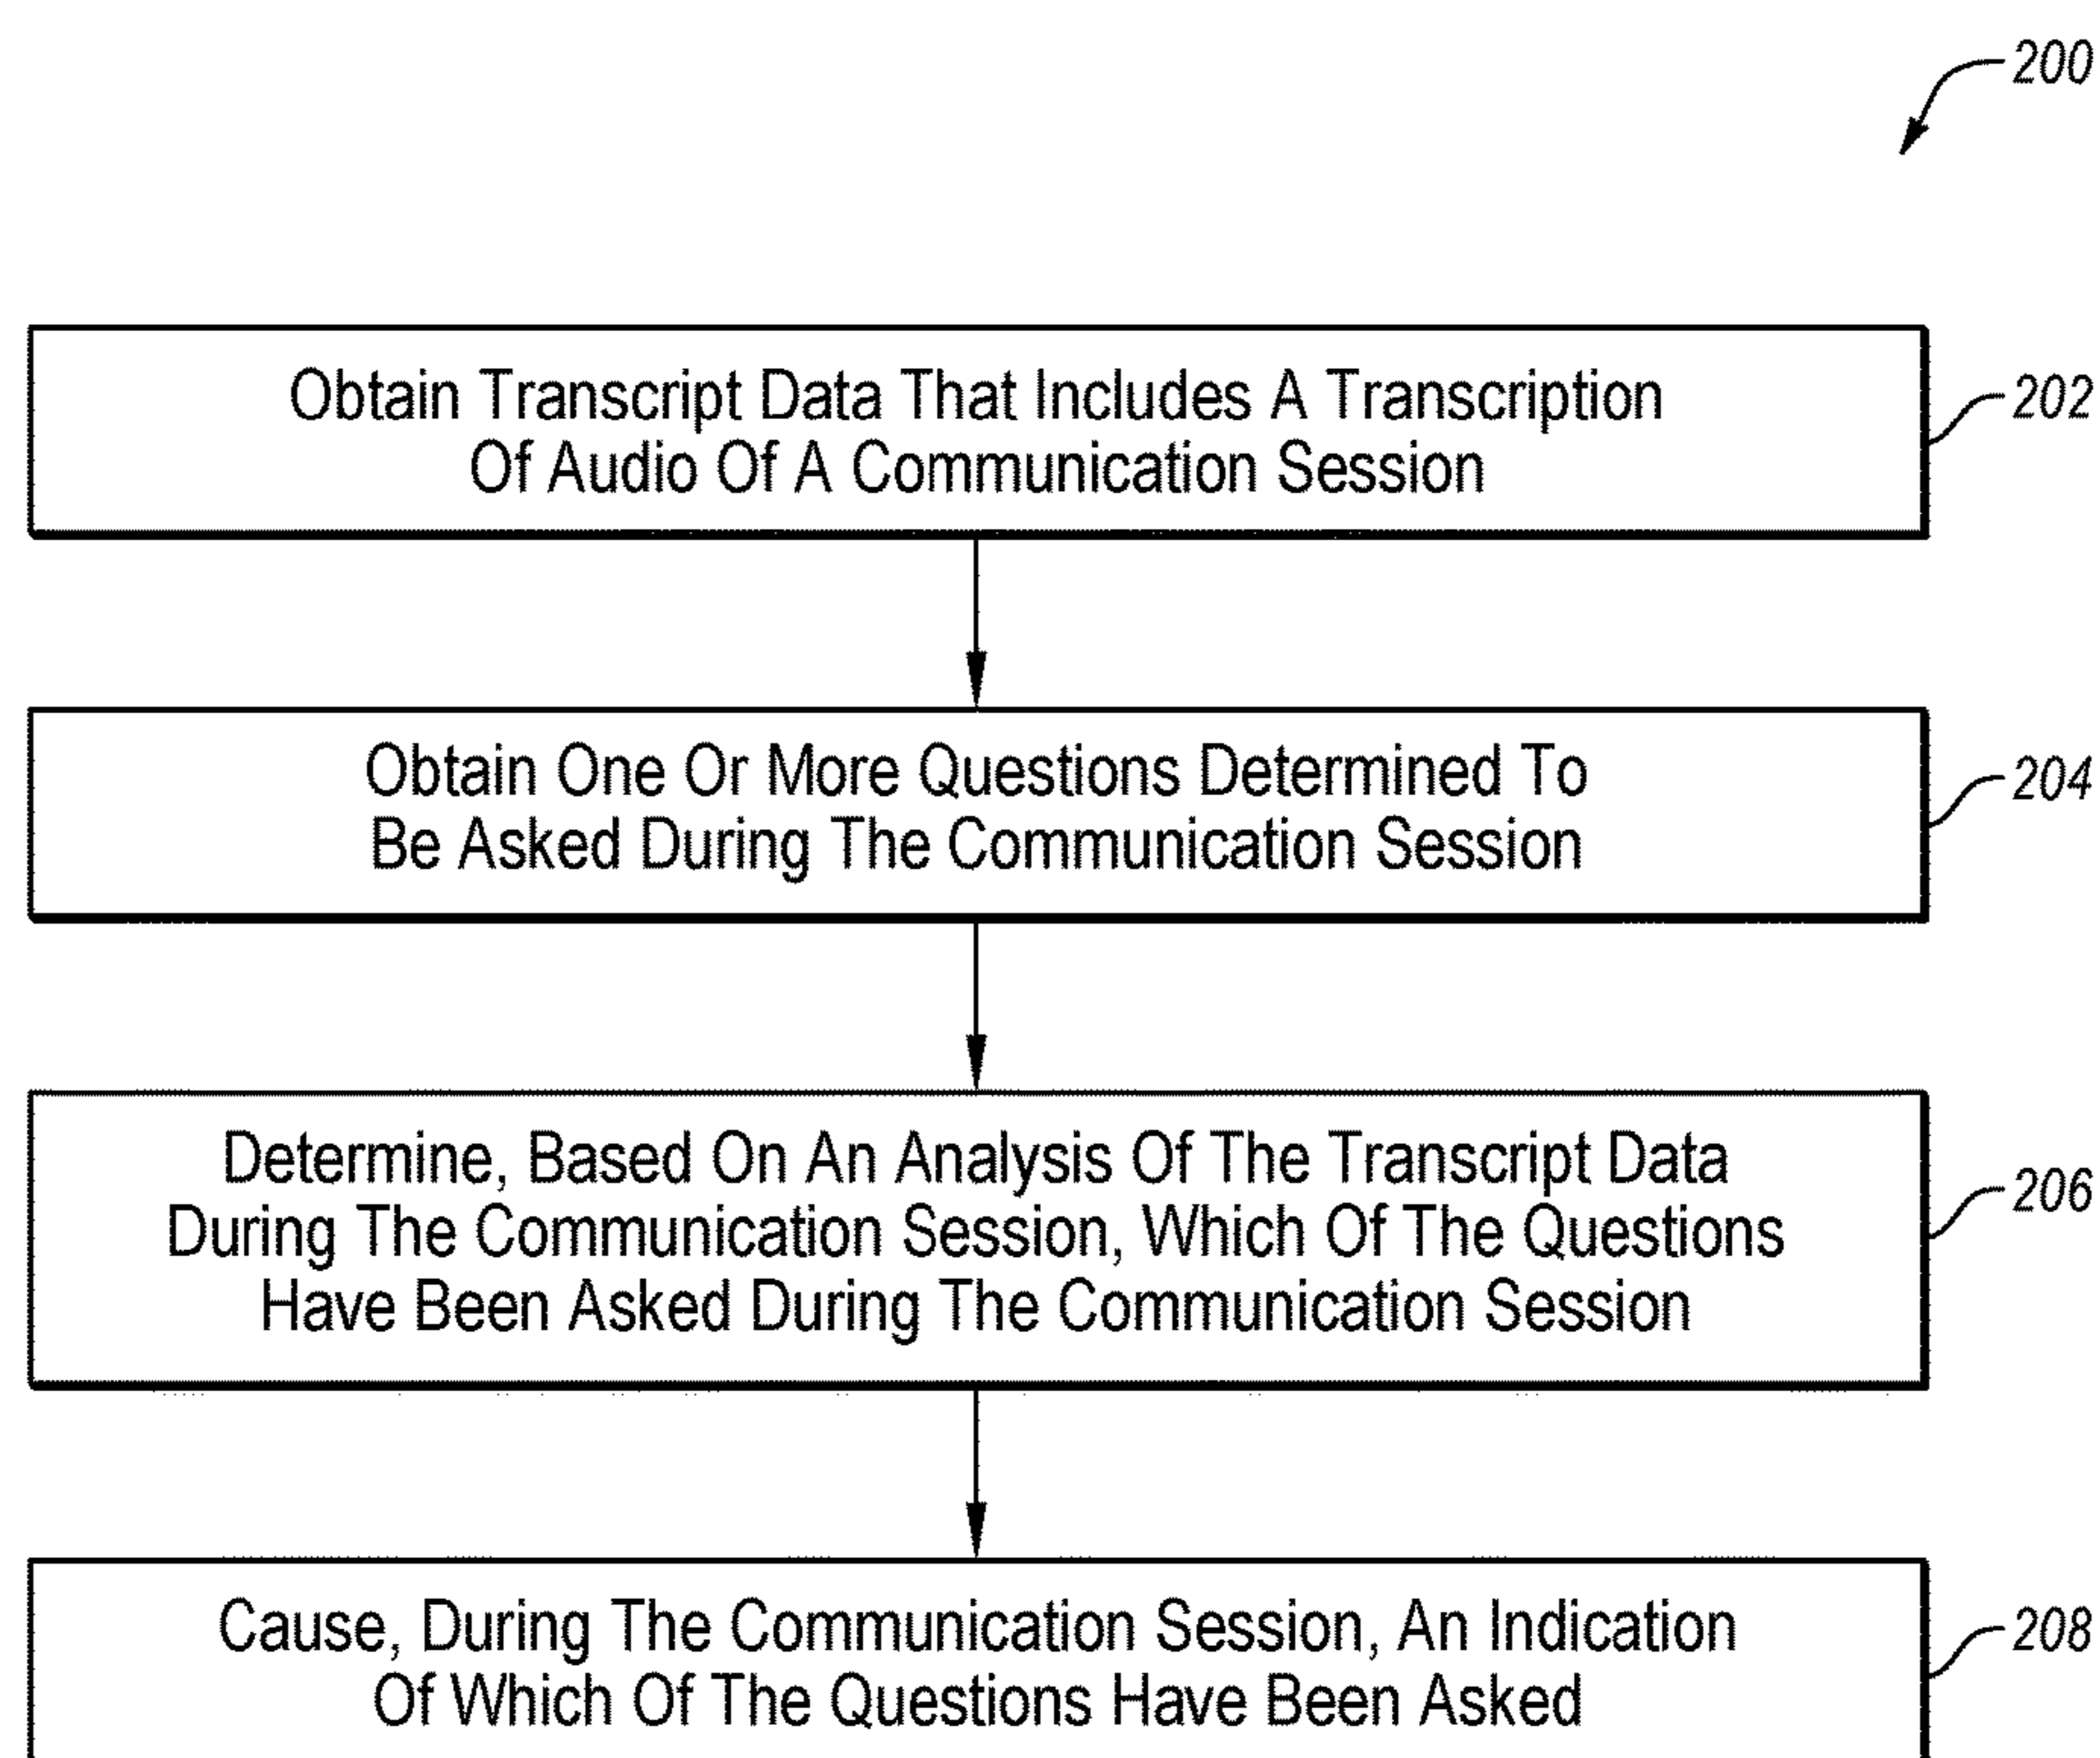 200
Obtain Transcript Data That Includes A Transcription
Of Audio Of A Communication Session
202
Obtain One Or More Questions Determined To
Be Asked During The Communication Session
204
Determine, Based On An Analysis Of The Transcript Data
During The Communication Session, Which Of The Questions
Have Been Asked During The Communication Session
206
Cause, During The Communication Session, An Indication
Of Which Of The Questions Have Been Asked
208